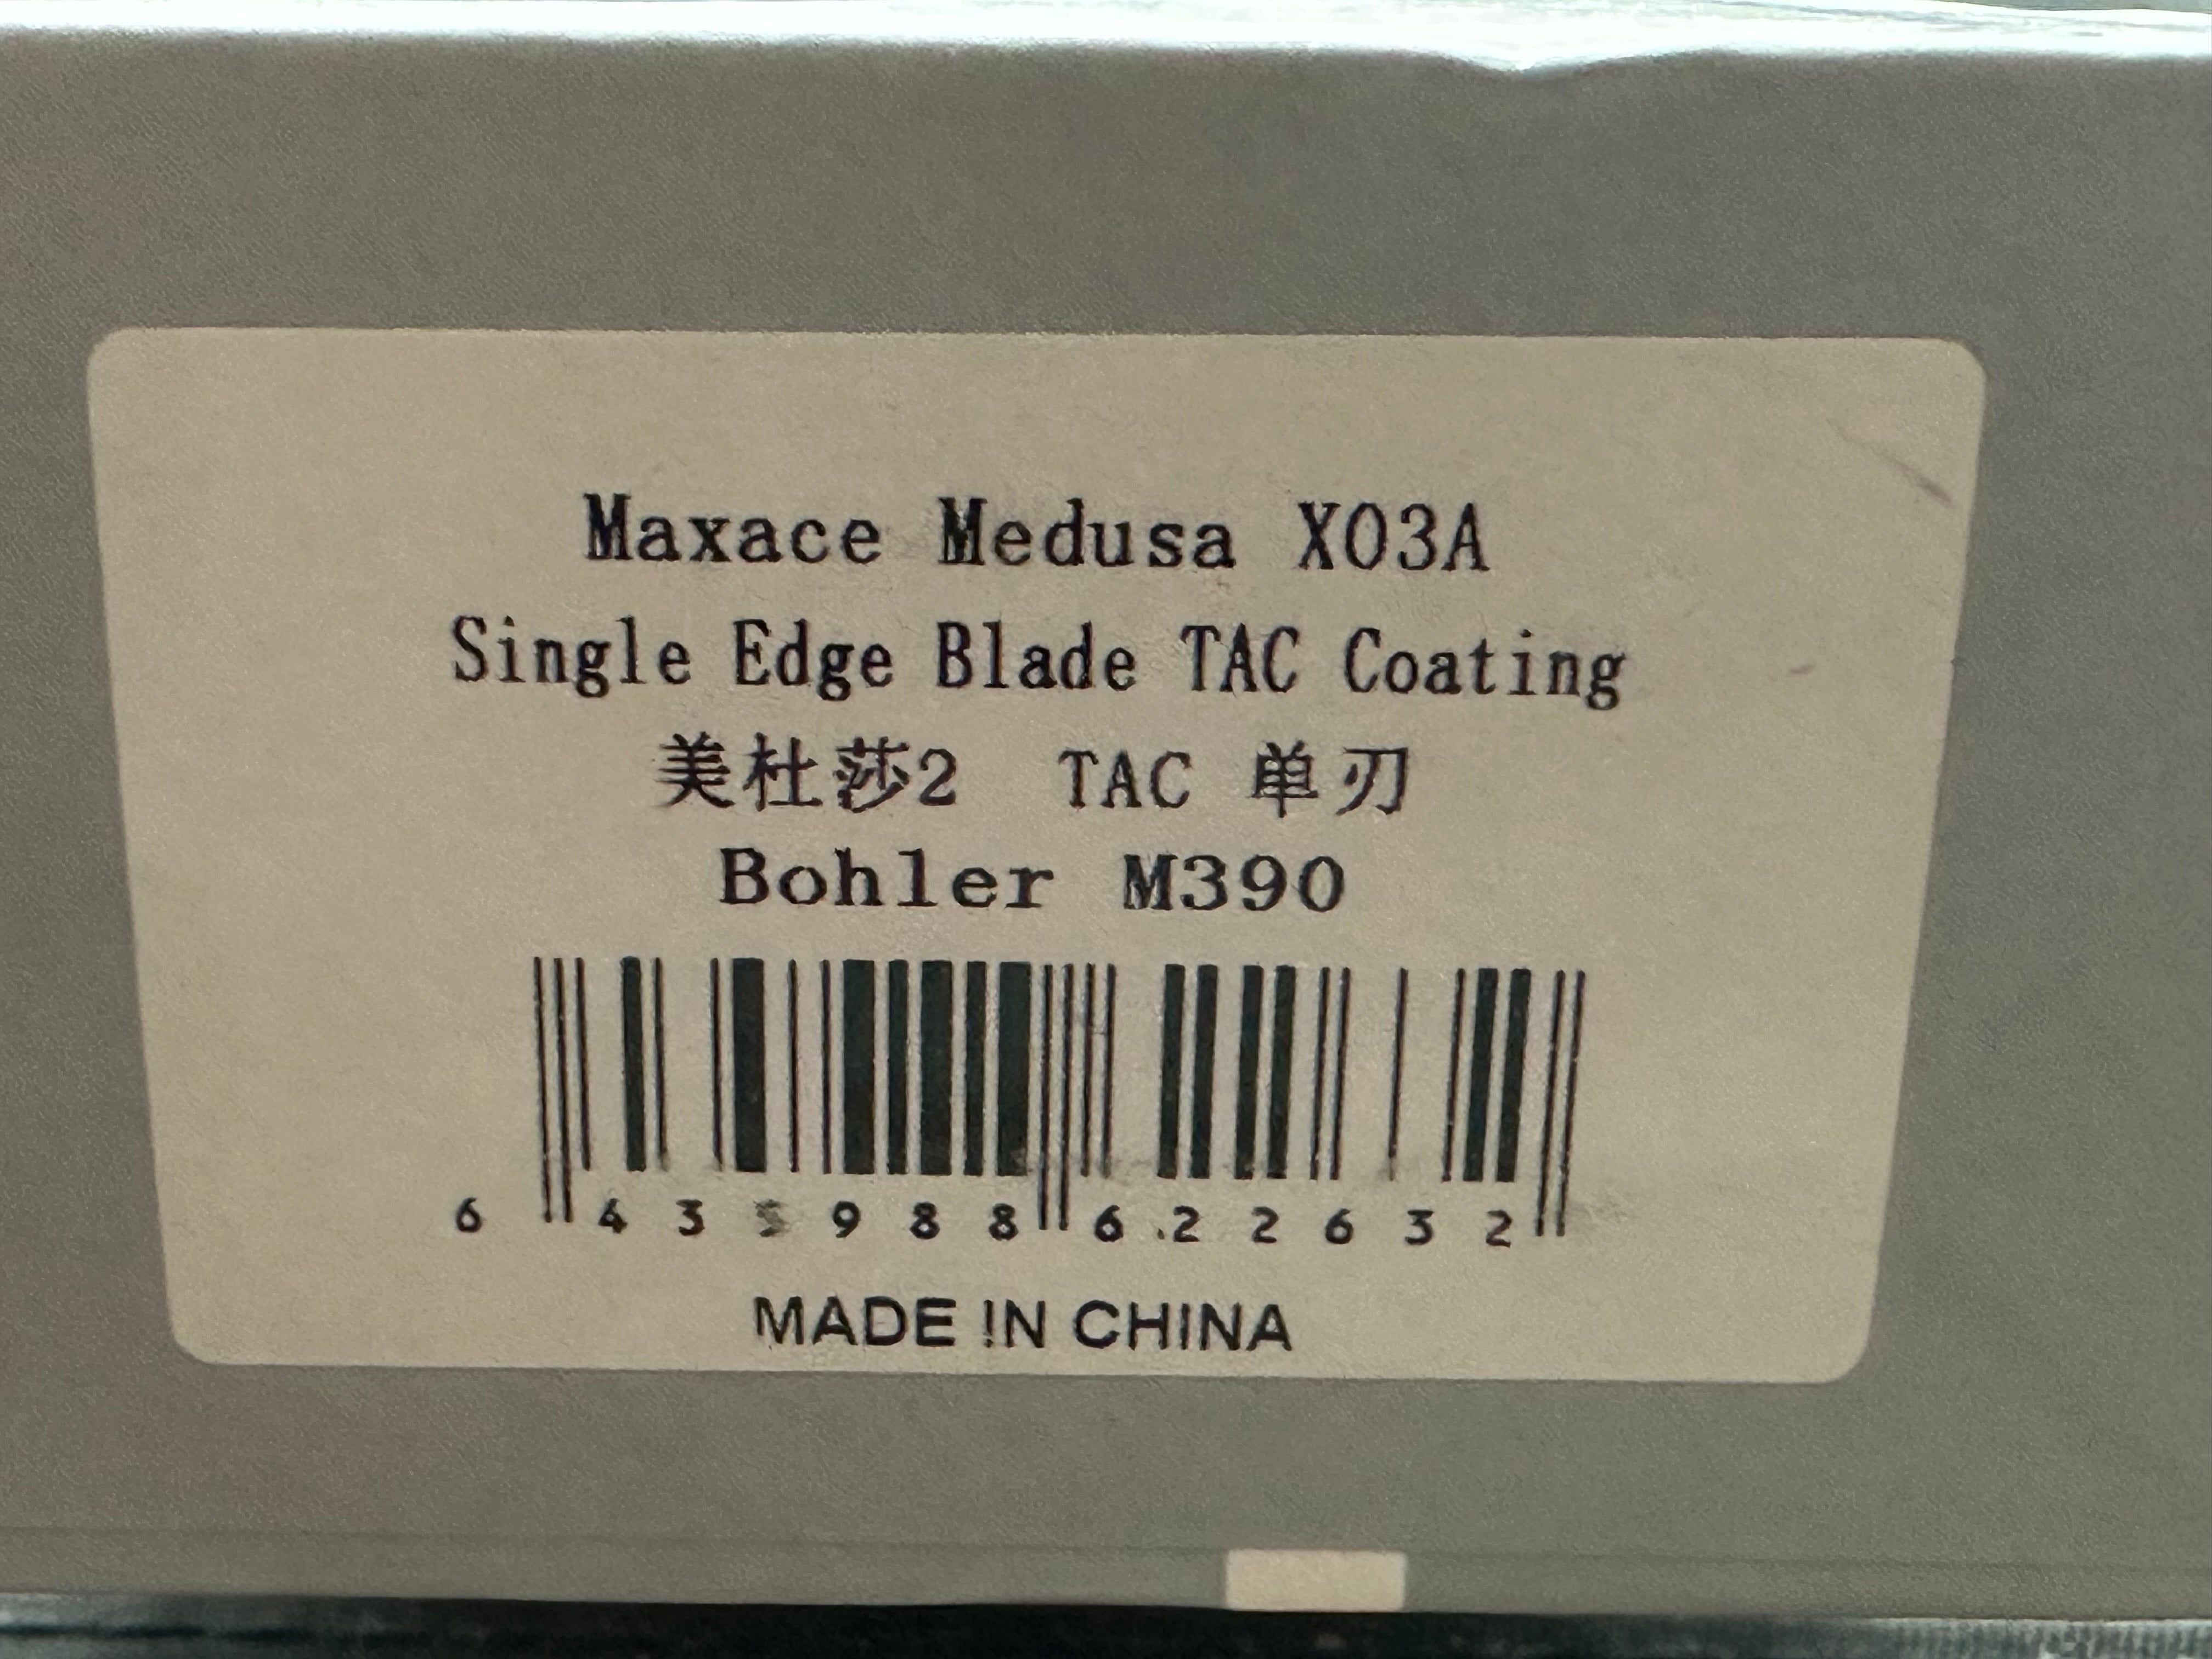 Maxace Medusa X03A
Single Edge Blade TAC Coating
美杜莎2 TAC 单刃
Bohler M390
6 435988 622632
MADE IN CHINA